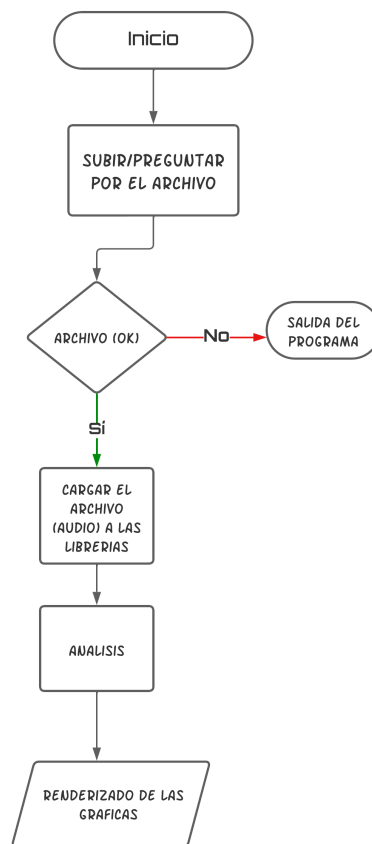 Inicio
SUBIR/PREGUNTAR
POR EL ARCHIVO
ARCHIVO (OK)
No
SALIDA DEL
PROGRAMA
Sí
CARGAR EL
ARCHIVO
(AUDIO) A LAS
LIBRERIAS
ANALISIS
RENDERIZADO DE LAS
GRAFICAS